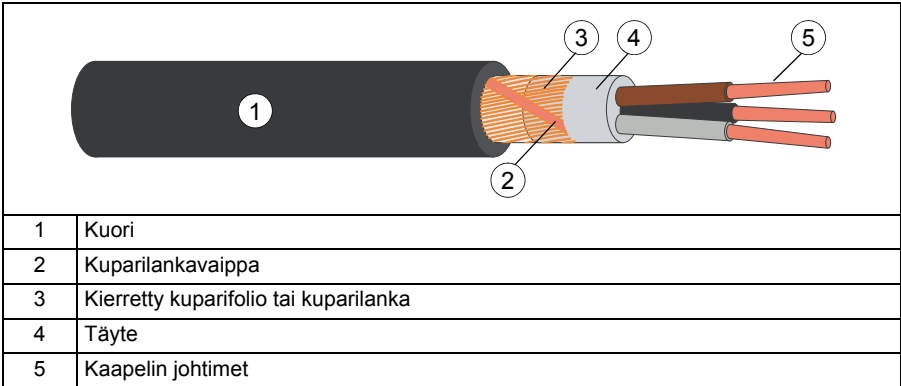 3
4
5
1
2
1 Kuori
2 Kuparilankavaippa
3 Kierretty kuparifolio tai kuparilanka
4 Täyte
5 Kaapelin johtimet